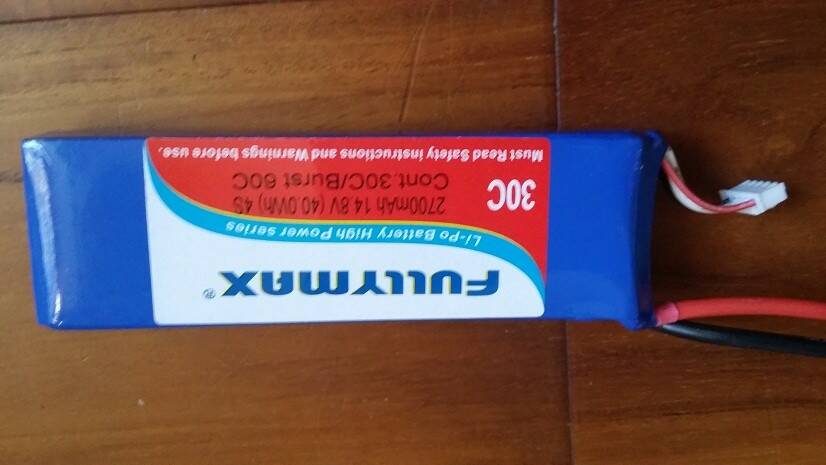 FULLYMAX®
Li-Po Battery High Power series
30C
2700mAh 14.8V (40.0Wh) 4S
Cont.30C/Burst 60C
Must Read Safety instructions and Warnings before use.